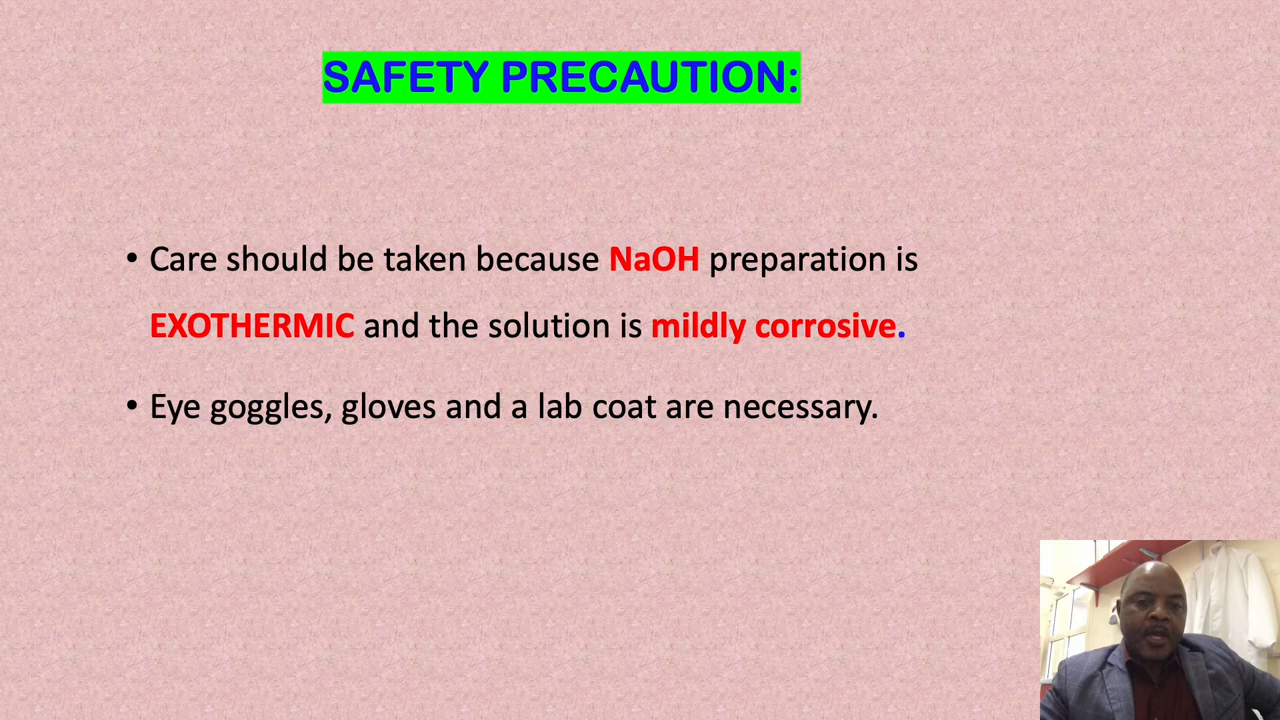 SAFETY PRECAUTION:
• Care should be taken because NaOH preparation is
EXOTHERMIC and the solution is mildly corrosive.
• Eye goggles, gloves and a lab coat are necessary.